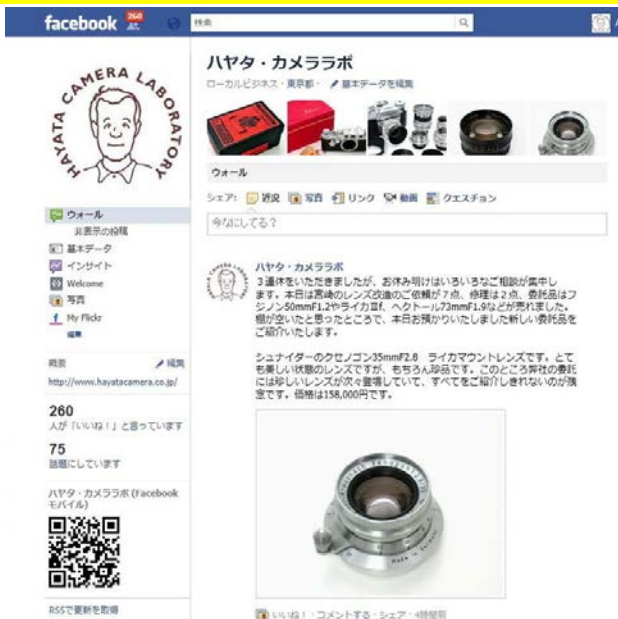 facebook
260
検索
HAYATA CAMERA LABORATORY
ハヤタ・カメララボ
ローカルビジネス・東京都・ 基本データを編集
ウォール
シェア: 近況 写真 リンク 動画 クエスチョン
今なにしてる？
ウォール
非表示の投稿
基本データ
インサイト
Welcome
写真
My Flickr
編集
概要 編集
http://www.hayatacamera.co.jp/
260
人が「いいね！」と言っています
75
話題にしています
ハヤタ・カメララボ (Facebook
モバイル)
RSSで更新を取得
ハヤタ・カメララボ
３連休をいただきましたが、お休み明けはいろいろなご相談が集中し
ます。本日は宮崎のレンズ改造のご依頼が７点、修理は２点、委託品はフ
ジノン50mmF1.2やライカⅢf、ヘクトール73mmF1.9などが売れました。
棚が空いたと思ったところで、本日お預かりいたしました新しい委託品を
ご紹介いたします。
シュナイダーのクセノゴン35mmF2.8　ライカマウントレンズです。とて
も美しい状態のレンズですが、もちろん珍品です。このところ弊社の委託
には珍しいレンズが次々登場していて、すべてをご紹介しきれないのが残
念です。価格は158,000円です。
Made in Germany
いいね！・コメントする・シェア・4時間前